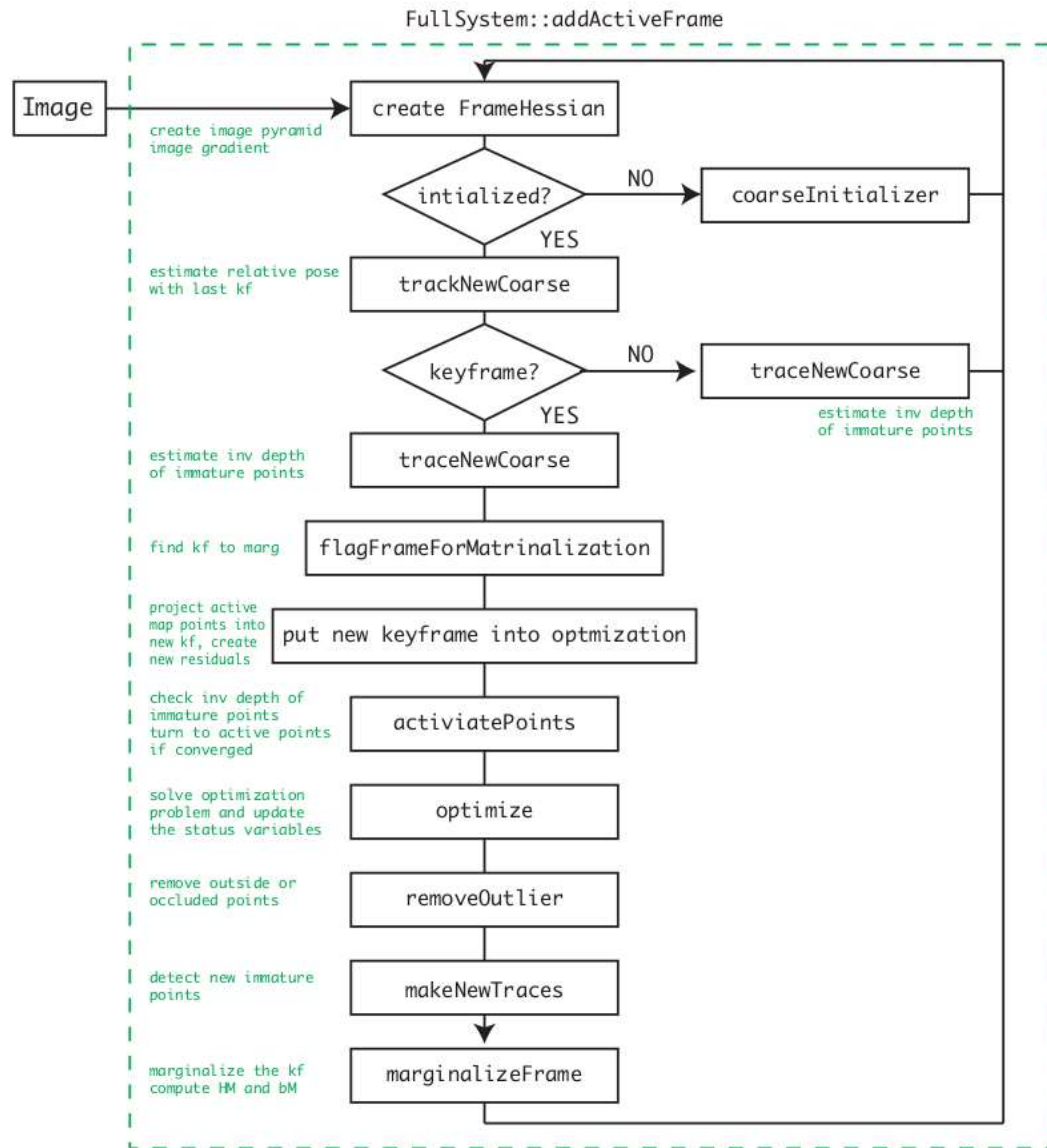 FullSystem::addActiveFrame
Image
create FrameHessian
create image pyramid
image gradient
intialized?
NO
coarseInitializer
YES
estimate relative pose
with last kf
trackNewCoarse
keyframe?
NO
traceNewCoarse
estimate inv depth
of immature points
YES
estimate inv depth
of immature points
traceNewCoarse
find kf to marg
flagFrameForMatrinalization
project active
map points into
new kf, create
new residuals
put new keyframe into optmization
check inv depth of
immature points
turn to active points
if converged
activiatePoints
solve optimization
problem and update
the status variables
optimize
remove outside or
occluded points
removeOutlier
detect new immature
points
makeNewTraces
marginalize the kf
compute HM and bM
marginalizeFrame